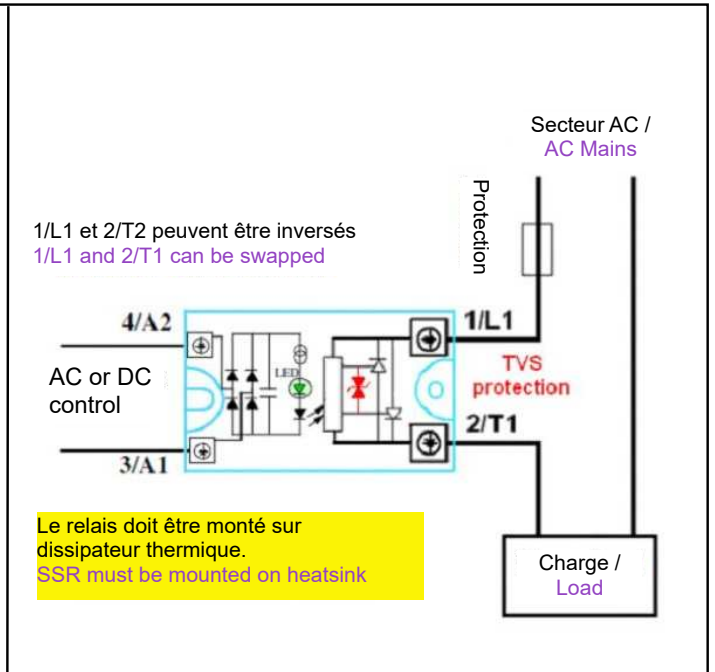 Secteur AC /
AC Mains
Protection
1/L1 et 2/T2 peuvent être inversés
1/L1 and 2/T1 can be swapped
4/A2
1/L1
LED
TVS
protection
AC or DC
control
2/T1
3/A1
Le relais doit être monté sur
dissipateur thermique.
SSR must be mounted on heatsink
Charge /
Load